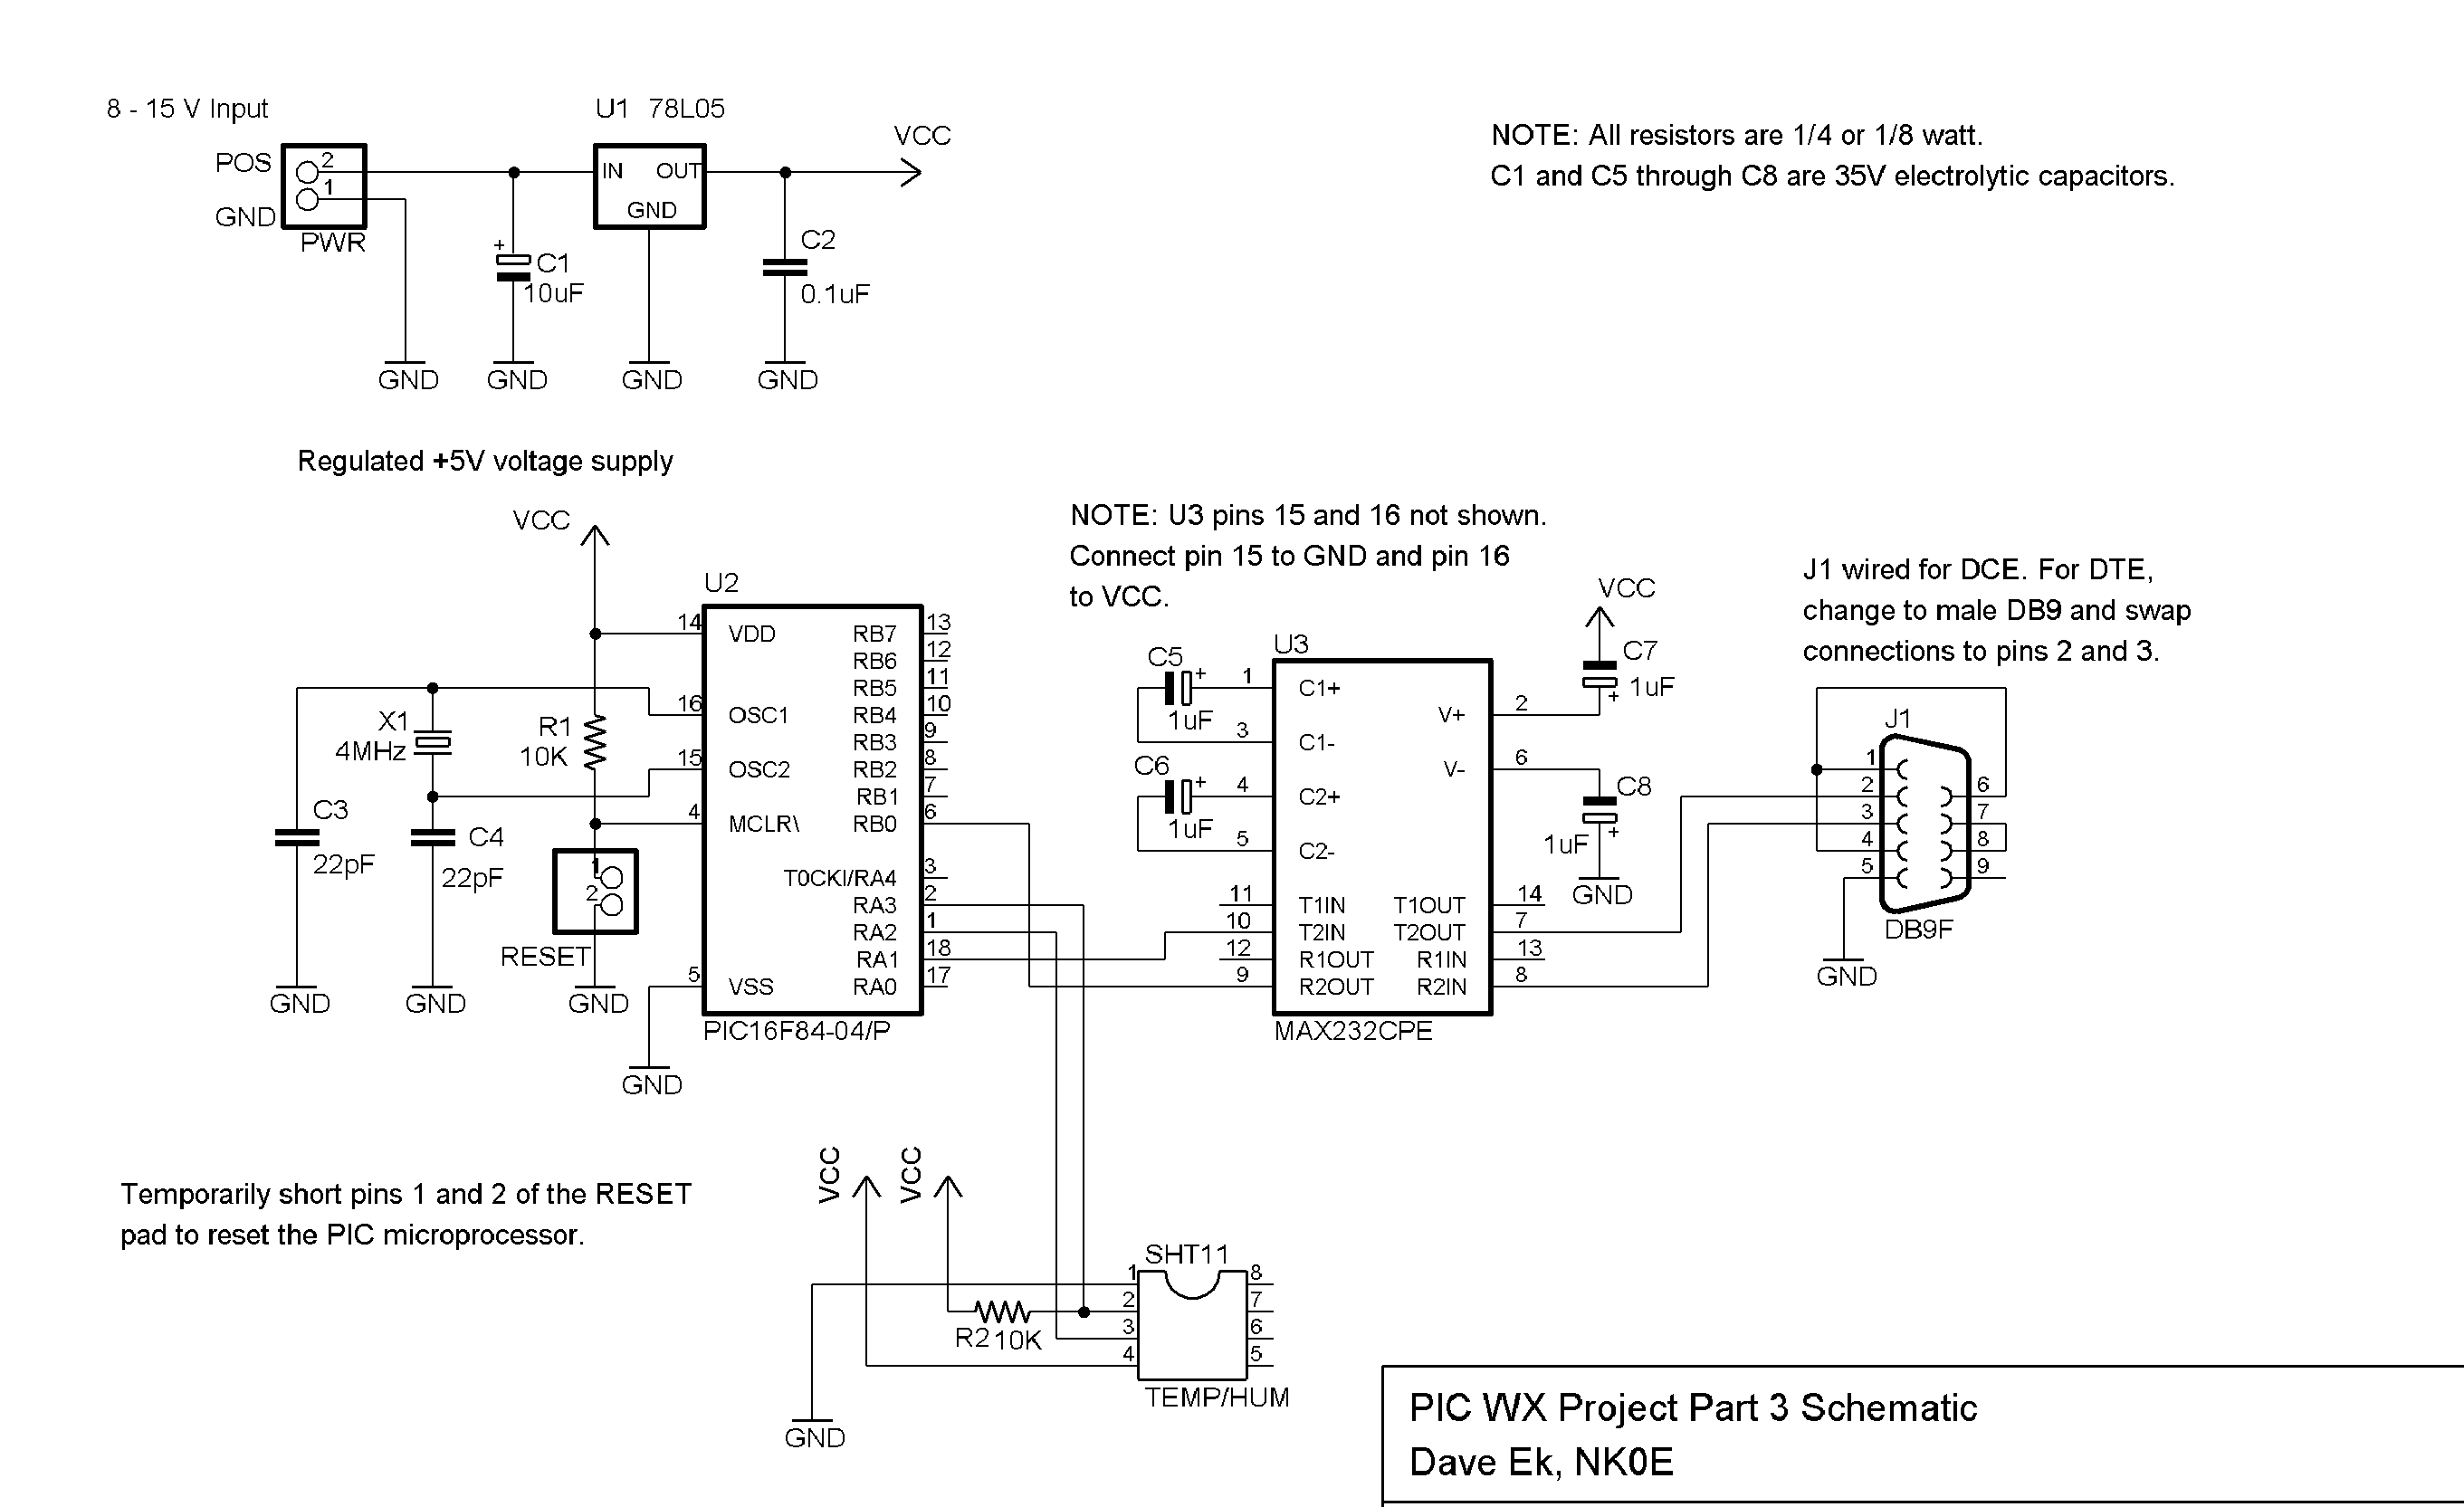 8 - 15 V Input
U1 78L05
VCC
NOTE: All resistors are 1/4 or 1/8 watt.
C1 and C5 through C8 are 35V electrolytic capacitors.
POS
2
1
GND
PWR
IN OUT
GND
+
C1
10uF
C2
0.1uF
GND
GND
GND
GND
Regulated +5V voltage supply
VCC
U2
14
VDD
16
OSC1
15
OSC2
4
MCLR\
5
VSS
RB7 13
RB6 12
RB5 11
RB4 10
RB3 9
RB2 8
RB1 7
RB0 6
T0CKI/RA4 3
RA3 2
RA2 1
RA1 18
RA0 17
PIC16F84-04/P
X1
4MHz
R1
10K
C3
22pF
C4
22pF
1
2
RESET
GND
GND
GND
GND
NOTE: U3 pins 15 and 16 not shown.
Connect pin 15 to GND and pin 16
to VCC.
U3
C5
+
1uF
C6
+
1uF
1 C1+
3 C1-
4 C2+
5 C2-
11 T1IN
10 T2IN
12 R1OUT
9 R2OUT
V+ 2
V- 6
T1OUT 14
T2OUT 7
R1IN 13
R2IN 8
MAX232CPE
VCC
C7
1uF
+
C8
1uF
+
GND
J1 wired for DCE. For DTE,
change to male DB9 and swap
connections to pins 2 and 3.
J1
1
2
3
4
5
6
7
8
9
DB9F
GND
Temporarily short pins 1 and 2 of the RESET
pad to reset the PIC microprocessor.
VCC
VCC
SHT11
1
2
3
4
8
7
6
5
R2 10K
TEMP/HUM
GND
PIC WX Project Part 3 Schematic
Dave Ek, NK0E